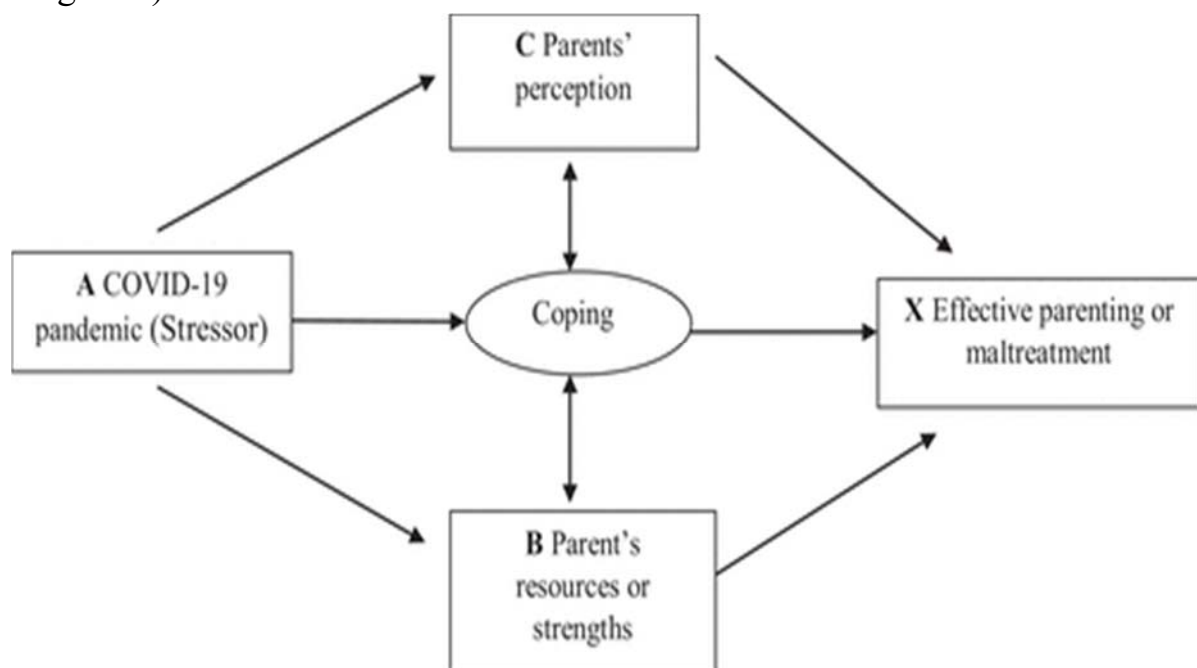 C Parents’
perception
A COVID-19
pandemic (Stressor)
Coping
X Effective parenting or
maltreatment
B Parent’s
resources or
strengths